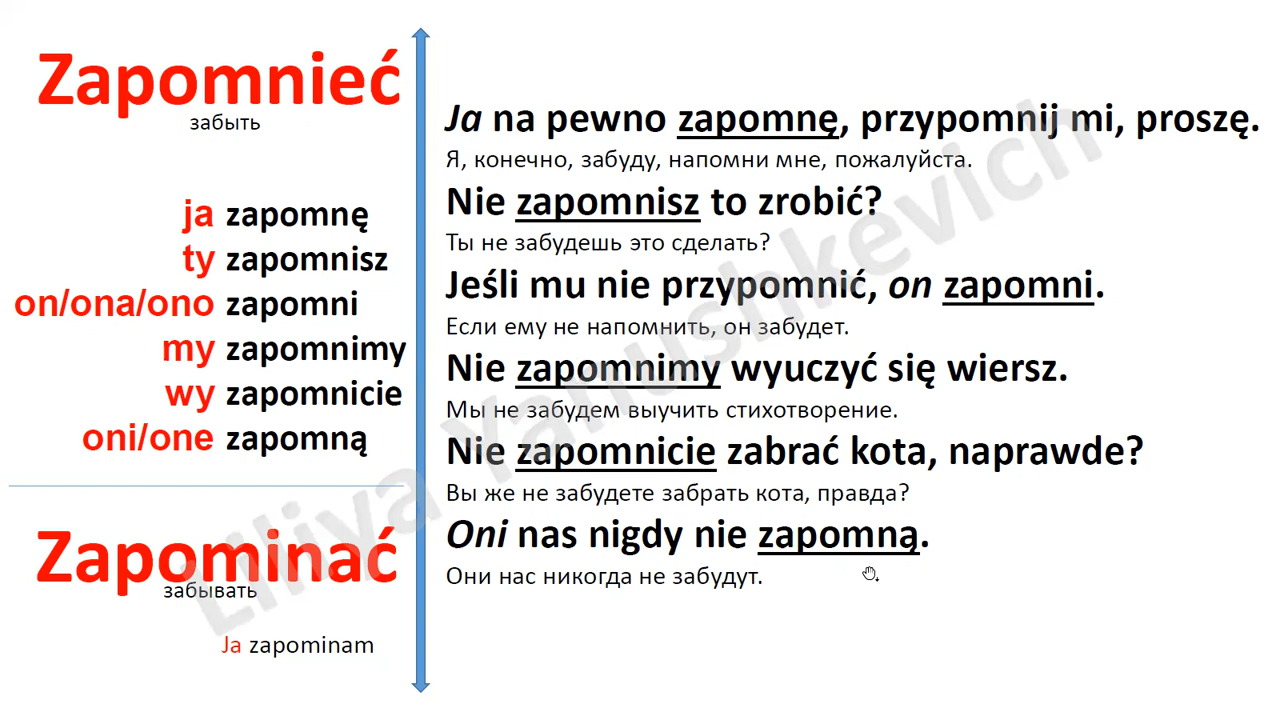 Zapomnieć
забыть
ja zapomnę
ty zapomnisz
on/ona/ono zapomni
my zapomnimy
wy zapomnicie
oni/one zapomną
Zapominać
забывать
Ja zapominam
Ja na pewno zapomnę, przypomnij mi, proszę.
Я, конечно, забуду, напомни мне, пожалуйста.
Nie zapomnisz to zrobić?
Ты не забудешь это сделать?
Jeśli mu nie przypomnić, on zapomni.
Если ему не напомнить, он забудет.
Nie zapomnimy wyuczyć się wiersz.
Мы не забудем выучить стихотворение.
Nie zapomnicie zabrać kota, naprawde?
Вы же не забудете забрать кота, правда?
Oni nas nigdy nie zapomną.
Они нас никогда не забудут.
Liliya Yanushkevich